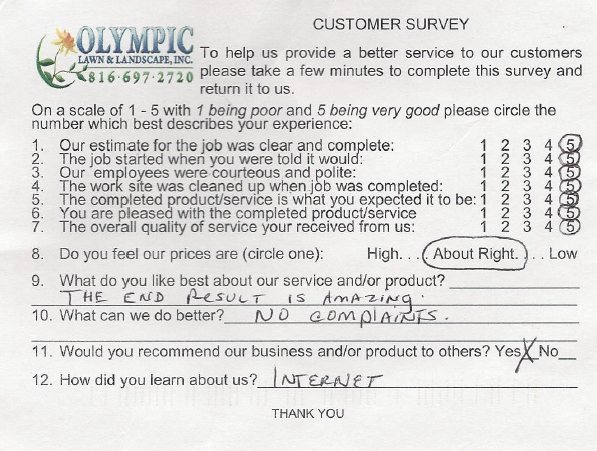 CUSTOMER SURVEY
OLYMPIC
LAWN & LANDSCAPE, INC.
816·697·2720
To help us provide a better service to our customers
please take a few minutes to complete this survey and
return it to us.
On a scale of 1 - 5 with 1 being poor and 5 being very good please circle the
number which best describes your experience:
1. Our estimate for the job was clear and complete: 1 2 3 4 5
2. The job started when you were told it would: 1 2 3 4 5
3. Our employees were courteous and polite: 1 2 3 4 5
4. The work site was cleaned up when job was completed: 1 2 3 4 5
5. The completed product/service is what you expected it to be: 1 2 3 4 5
6. You are pleased with the completed product/service 1 2 3 4 5
7. The overall quality of service your received from us: 1 2 3 4 5
8. Do you feel our prices are (circle one): High. . . About Right. . . . Low
9. What do you like best about our service and/or product?
THE END RESULT IS AMAZING.
10. What can we do better? NO COMPLAINTS.
11. Would you recommend our business and/or product to others? Yes X No
12. How did you learn about us? INTERNET
THANK YOU